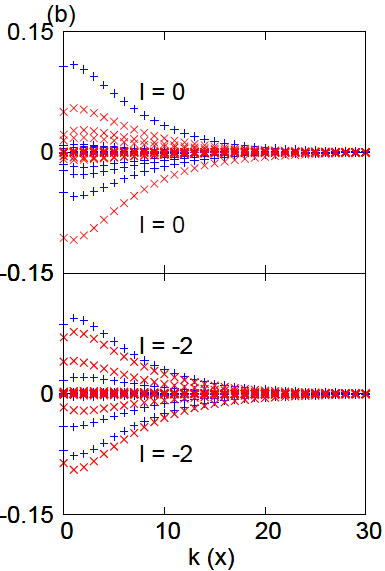 (b)
0.15
l = 0
0
l = 0
-0.15
l = -2
0
l = -2
-0.15
0 10 20 30
k (x)